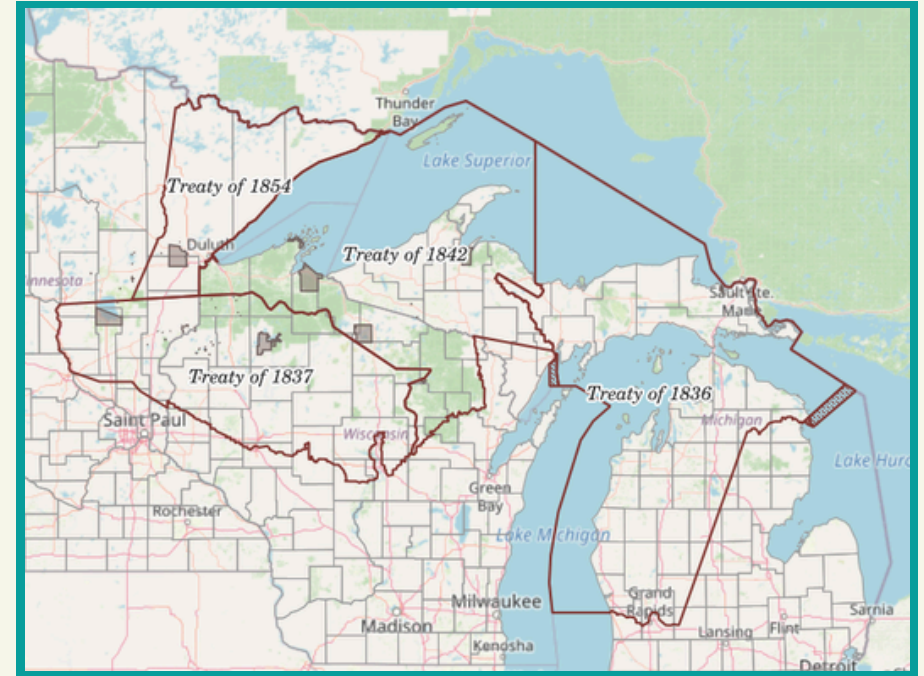 Thunder
Bay
Lake Superior
Treaty of 1854
Duluth
Treaty of 1842
nnesota
Sault Ste.
Marie
Treaty of 1837
Treaty of 1836
Saint Paul
Wisconsin
Michigan
Lake Huro
Green
Bay
Rochester
Lake Michigan
Grand
Rapids
Milwaukee
Madison
Sarnia
Lansing
Flint
Kenosha
Detroit